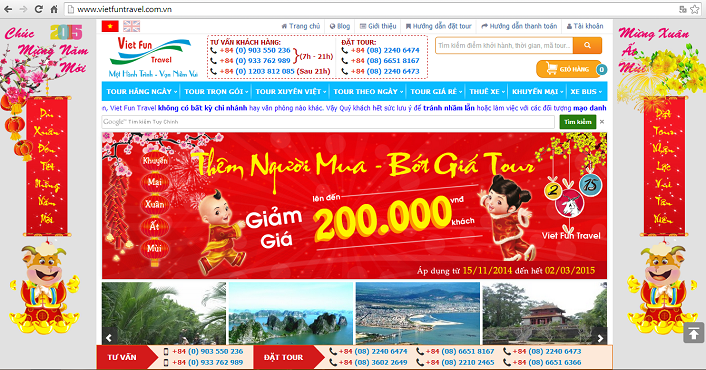 www.vietfuntravel.com.vn
Chúc
Mừng Năm
Mới
2015
Mừng Xuân
Ất
Mùi
Trang chủ Blog Giới thiệu Hướng dẫn đặt tour Hướng dẫn thanh toán Tài khoản
Viet Fun
Travel
Một Hành Trình - Vạn Niềm Vui
TƯ VẤN KHÁCH HÀNG: ĐẶT TOUR:
+84 (0) 903 550 236 (7h - 21h) +84 (08) 2240 6474
+84 (0) 933 762 989 +84 (08) 6651 8167
+84 (0) 1203 812 085 (Sau 21h) +84 (08) 2240 6473
Tìm kiếm điểm khởi hành, thời gian, mã tour...
GIỎ HÀNG 0
TOUR HÀNG NGÀY TOUR TRỌN GÓI TOUR XUYÊN VIỆT TOUR THEO NGÀY TOUR GIÁ RẺ THUÊ XE KHUYẾN MẠI XE BUS
n, Viet Fun Travel không có bất kỳ chi nhánh hay văn phòng nào khác. Vậy Quý khách hết sức lưu ý để tránh nhầm lẫn hoặc làm việc với các đối tượng mạo danh
Google Tìm kiếm Tùy Chỉnh Tìm kiếm
Thêm Người Mua - Bớt Giá Tour
Khuyến
Mại
Xuân
Ất
Mùi
Giảm
Giá
lên đến
200.000
vnđ
khách
2 15
Viet Fun Travel
Áp dụng từ 15/11/2014 đến hết 02/03/2015
Du
Xuân
Đón
Tết
Mừng
Năm
Mới
Đặt
Tour
Nhận
Lộc
Vui
Tân
Niên
TƯ VẤN
+84 (0) 903 550 236
+84 (0) 933 762 989
ĐẶT TOUR
+84 (08) 2240 6474 +84 (08) 6651 8167 +84 (08) 2240 6473
+84 (08) 3602 2649 +84 (08) 2210 2465 +84 (08) 6651 6366